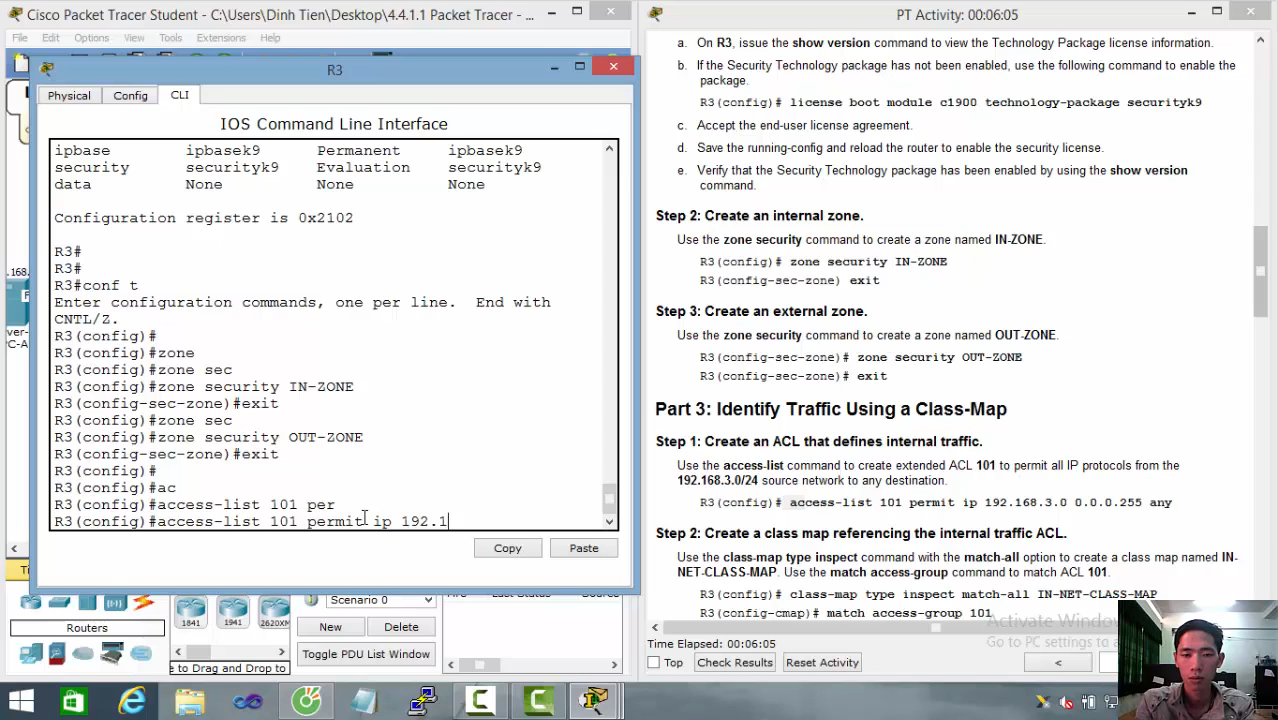 Cisco Packet Tracer Student - C:\Users\Dinh Tien\Desktop\4.4.1.1 Packet Tracer - ...
File Edit Options View Tools Extensions Help
R3
Physical Config CLI
IOS Command Line Interface
ipbase ipbasek9 Permanent ipbasek9
security securityk9 Evaluation securityk9
data None None None
Configuration register is 0x2102
R3#
R3#
R3#conf t
Enter configuration commands, one per line. End with
CNTL/Z.
R3(config)#
R3(config)#zone
R3(config)#zone sec
R3(config)#zone security IN-ZONE
R3(config-sec-zone)#exit
R3(config)#zone sec
R3(config)#zone security OUT-ZONE
R3(config-sec-zone)#exit
R3(config)#
R3(config)#ac
R3(config)#access-list 101 per
R3(config)#access-list 101 permit ip 192.1
Copy Paste
Routers
1841 1941 2620XM
e to Drag and Drop to
Scenario 0
New Delete
Toggle PDU List Window
Last Status Source
PT Activity: 00:06:05
a. On R3, issue the show version command to view the Technology Package license information.
b. If the Security Technology package has not been enabled, use the following command to enable the
package.
R3(config)# license boot module c1900 technology-package securityk9
c. Accept the end-user license agreement.
d. Save the running-config and reload the router to enable the security license.
e. Verify that the Security Technology package has been enabled by using the show version
command.
Step 2: Create an internal zone.
Use the zone security command to create a zone named IN-ZONE.
R3(config)# zone security IN-ZONE
R3(config-sec-zone) exit
Step 3: Create an external zone.
Use the zone security command to create a zone named OUT-ZONE.
R3(config-sec-zone)# zone security OUT-ZONE
R3(config-sec-zone)# exit
Part 3: Identify Traffic Using a Class-Map
Step 1: Create an ACL that defines internal traffic.
Use the access-list command to create extended ACL 101 to permit all IP protocols from the
192.168.3.0/24 source network to any destination.
R3(config)# access-list 101 permit ip 192.168.3.0 0.0.0.255 any
Step 2: Create a class map referencing the internal traffic ACL.
Use the class-map type inspect command with the match-all option to create a class map named IN-
NET-CLASS-MAP. Use the match access-group command to match ACL 101.
R3(config)# class-map type inspect match-all IN-NET-CLASS-MAP
R3(config-cmap)# match access-group 101
Activate Window
Go to PC settings to a
Time Elapsed: 00:06:05
Top Check Results Reset Activity <